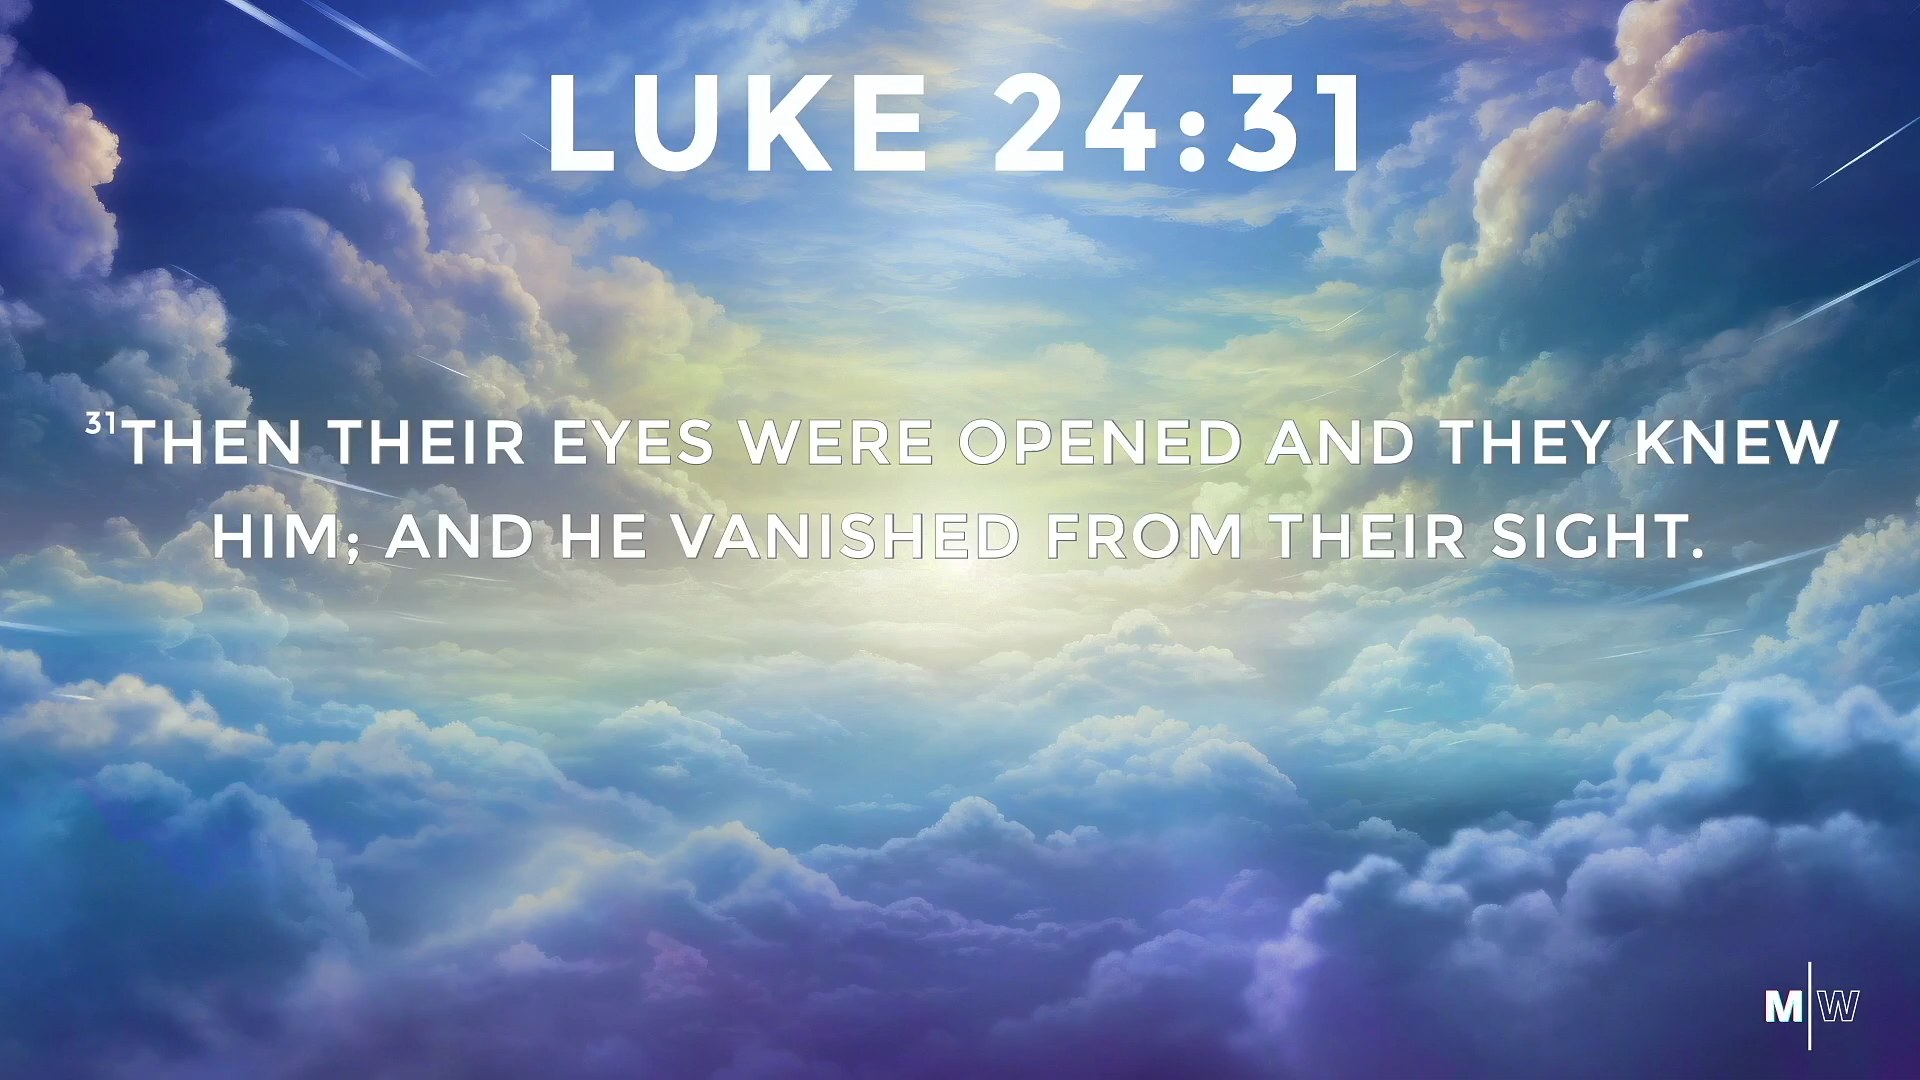 LUKE 24:31
31THEN THEIR EYES WERE OPENED AND THEY KNEW
HIM; AND HE VANISHED FROM THEIR SIGHT.
M|W